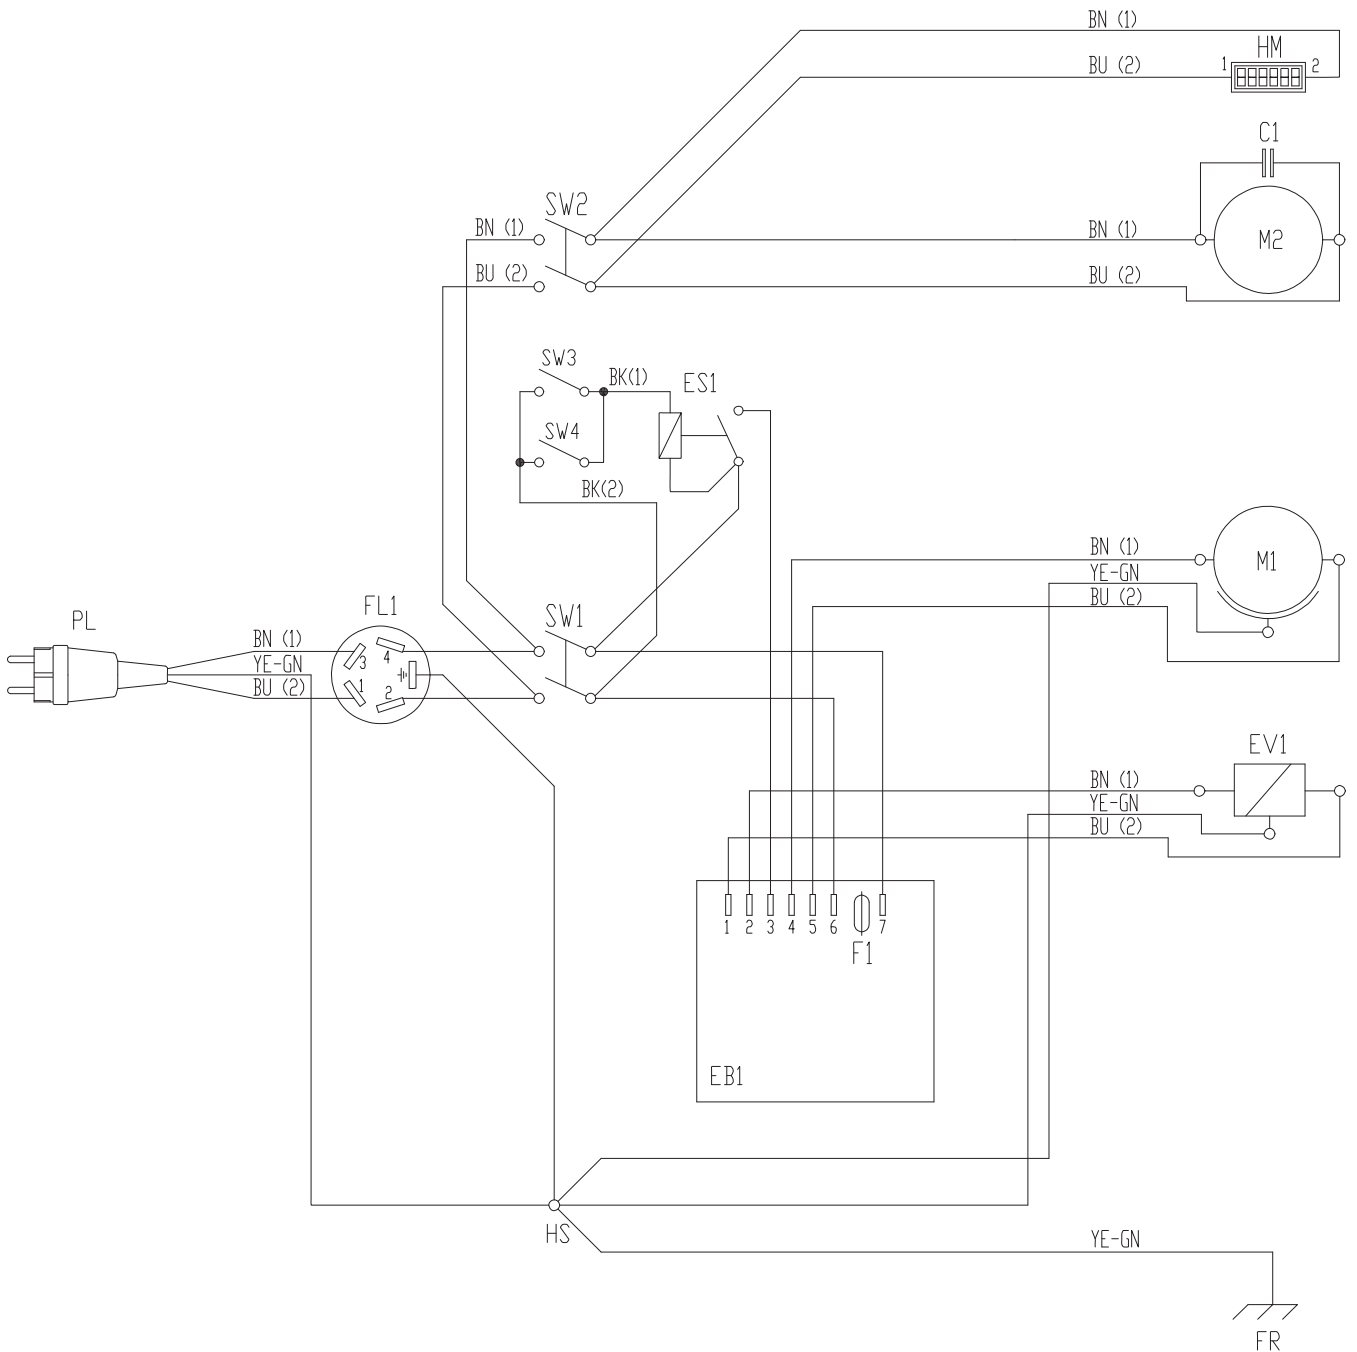 BN (1)
HM
BU (2)
1
2
C1
SW2
BN (1)
BN (1)
M2
BU (2)
BU (2)
SW3
BK(1)
ES1
SW4
BK(2)
BN (1)
M1
YE-GN
BU (2)
PL
FL1
SW1
BN (1)
3
4
YE-GN
BU (2)
1
2
EV1
BN (1)
YE-GN
BU (2)
1 2 3 4 5 6 7
F1
EB1
HS
YE-GN
FR